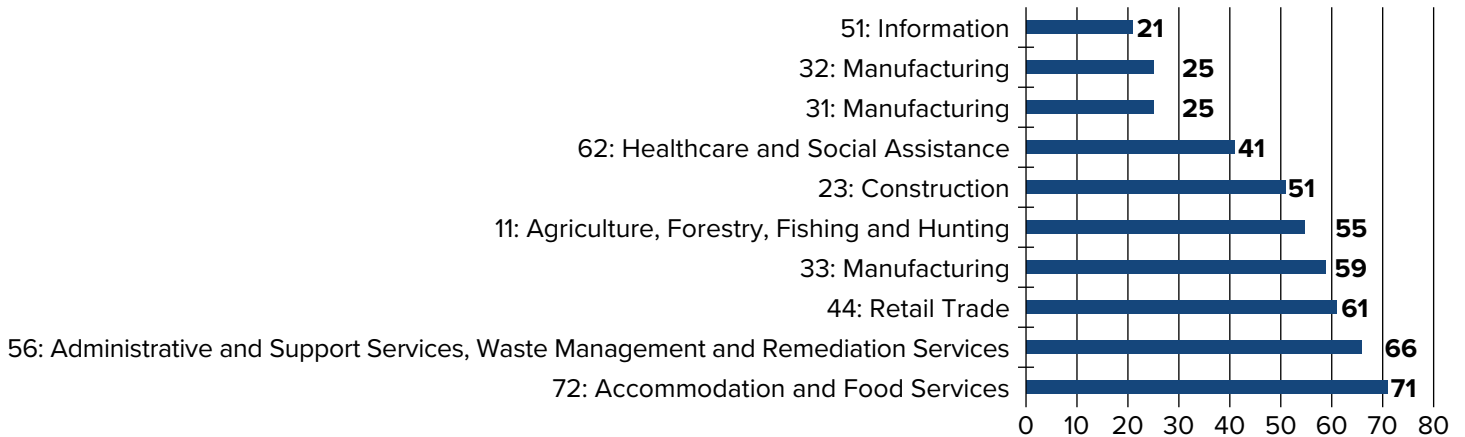 51: Information 21
32: Manufacturing 25
31: Manufacturing 25
62: Healthcare and Social Assistance 41
23: Construction 51
11: Agriculture, Forestry, Fishing and Hunting 55
33: Manufacturing 59
44: Retail Trade 61
56: Administrative and Support Services, Waste Management and Remediation Services 66
72: Accommodation and Food Services 71
0 10 20 30 40 50 60 70 80